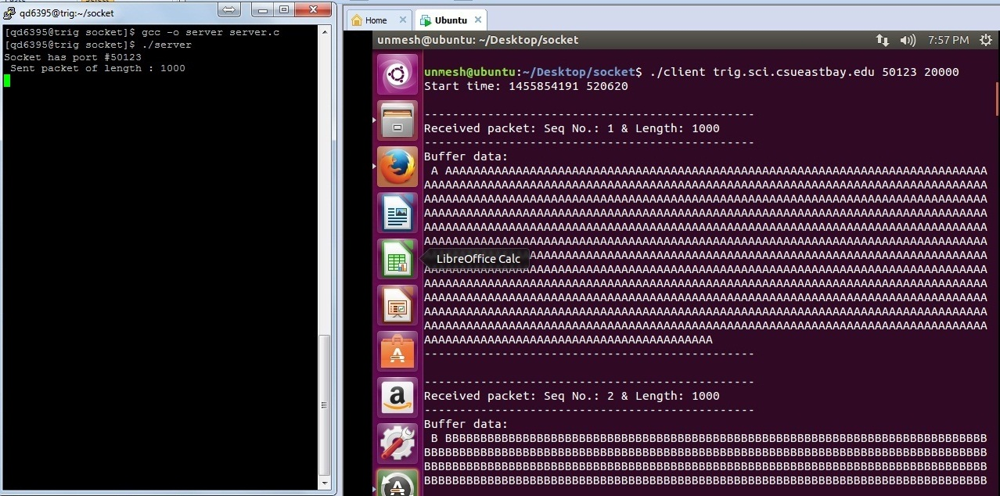 qd6395@trig:~/socket
[qd6395@trig socket]$ gcc -o server server.c
[qd6395@trig socket]$ ./server
Socket has port #50123
Sent packet of length : 1000
Home
Ubuntu
unmesh@ubuntu: ~/Desktop/socket
7:57 PM
unmesh@ubuntu:~/Desktop/socket$ ./client trig.sci.csueastbay.edu 50123 20000
Start time: 1455854191 520620
-----------------------------------------------
Received packet: Seq No.: 1 & Length: 1000
-----------------------------------------------
Buffer data:
A AAAAAAAAAAAAAAAAAAAAAAAAAAAAAAAAAAAAAAAAAAAAAAAAAAAAAAAAAAAAAAAAAAAAAAAAAAAAA
AAAAAAAAAAAAAAAAAAAAAAAAAAAAAAAAAAAAAAAAAAAAAAAAAAAAAAAAAAAAAAAAAAAAAAAAAAAAAAAA
AAAAAAAAAAAAAAAAAAAAAAAAAAAAAAAAAAAAAAAAAAAAAAAAAAAAAAAAAAAAAAAAAAAAAAAAAAAAAAAA
AAAAAAAAAAAAAAAAAAAAAAAAAAAAAAAAAAAAAAAAAAAAAAAAAAAAAAAAAAAAAAAAAAAAAAAAAAAAAAAA
AAAAAAAAAAAAAAAAAAAAAAAAAAAAAAAAAAAAAAAAAAAAAAAAAAAAAAAAAAAAAAAAAAAAAAAAAAAAAAAA
AAAAAAAAAAAAAAAAAAAAAAAAAAAAAAAAAAAAAAAAAAAAAAAAAAAAAAAAAAAAAAAAAAAAAAAAAAAAAAAA
LibreOffice Calc
AAAAAAAAAAAAAAAAAAAAAAAAAAAAAAAAAAAAAAAAAAAAAAAAAAAAAAAAAAAAAAAAA
AAAAAAAAAAAAAAAAAAAAAAAAAAAAAAAAAAAAAAAAAAAAAAAAAAAAAAAAAAAAAAAAAAAAAAAAAAAAAAAA
AAAAAAAAAAAAAAAAAAAAAAAAAAAAAAAAAAAAAAAAAAAAAAAAAAAAAAAAAAAAAAAAAAAAAAAAAAAAAAAA
AAAAAAAAAAAAAAAAAAAAAAAAAAAAAAAAAAAAAAAAAAAAAAAAAAAAAAAAAAAAAAAAAAAAAAAAAAAAAAAA
AAAAAAAAAAAAAAAAAAAAAAAAAAAAAAAAAAAAAAAAAAAAAAAAAAAAAAAAAAAAAAAAAAAAAAAAAAAAAAAA
AAAAAAAAAAAAAAAAAAAAAAAAAAAAAAAAAAAAAAAAAAAAAAAAAAAAAAAAAAAAAAAAAAAAAAAAAAAAAAAA
AAAAAAAAAAAAAAAAAAAAAAAAAAAAAAAAAAAAAAAAA
-----------------------------------------------
-----------------------------------------------
Received packet: Seq No.: 2 & Length: 1000
-----------------------------------------------
Buffer data:
B BBBBBBBBBBBBBBBBBBBBBBBBBBBBBBBBBBBBBBBBBBBBBBBBBBBBBBBBBBBBBBBBBBBBBBBBBBBBB
BBBBBBBBBBBBBBBBBBBBBBBBBBBBBBBBBBBBBBBBBBBBBBBBBBBBBBBBBBBBBBBBBBBBBBBBBBBBBBBB
BBBBBBBBBBBBBBBBBBBBBBBBBBBBBBBBBBBBBBBBBBBBBBBBBBBBBBBBBBBBBBBBBBBBBBBBBBBBBBBB
BBBBBBBBBBBBBBBBBBBBBBBBBBBBBBBBBBBBBBBBBBBBBBBBBBBBBBBBBBBBBBBBBBBBBBBBBBBBBBBB